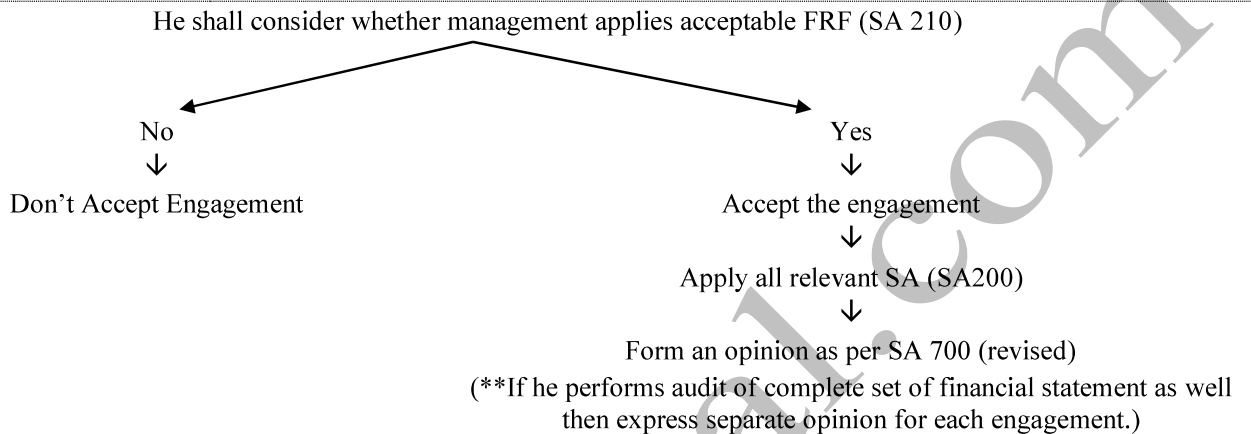 He shall consider whether management applies acceptable FRF (SA 210)
No
Yes
Don’t Accept Engagement
Accept the engagement
Apply all relevant SA (SA200)
Form an opinion as per SA 700 (revised)
(**If he performs audit of complete set of financial statement as well
then express separate opinion for each engagement.)
al.com